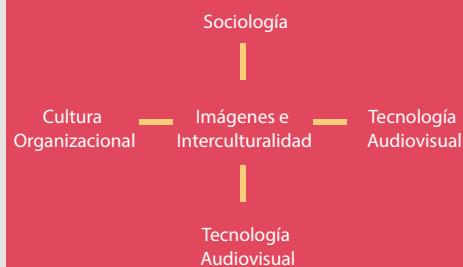 Sociología
Cultura
Organizacional
Imágenes e
Interculturalidad
Tecnología
Audiovisual
Tecnología
Audiovisual